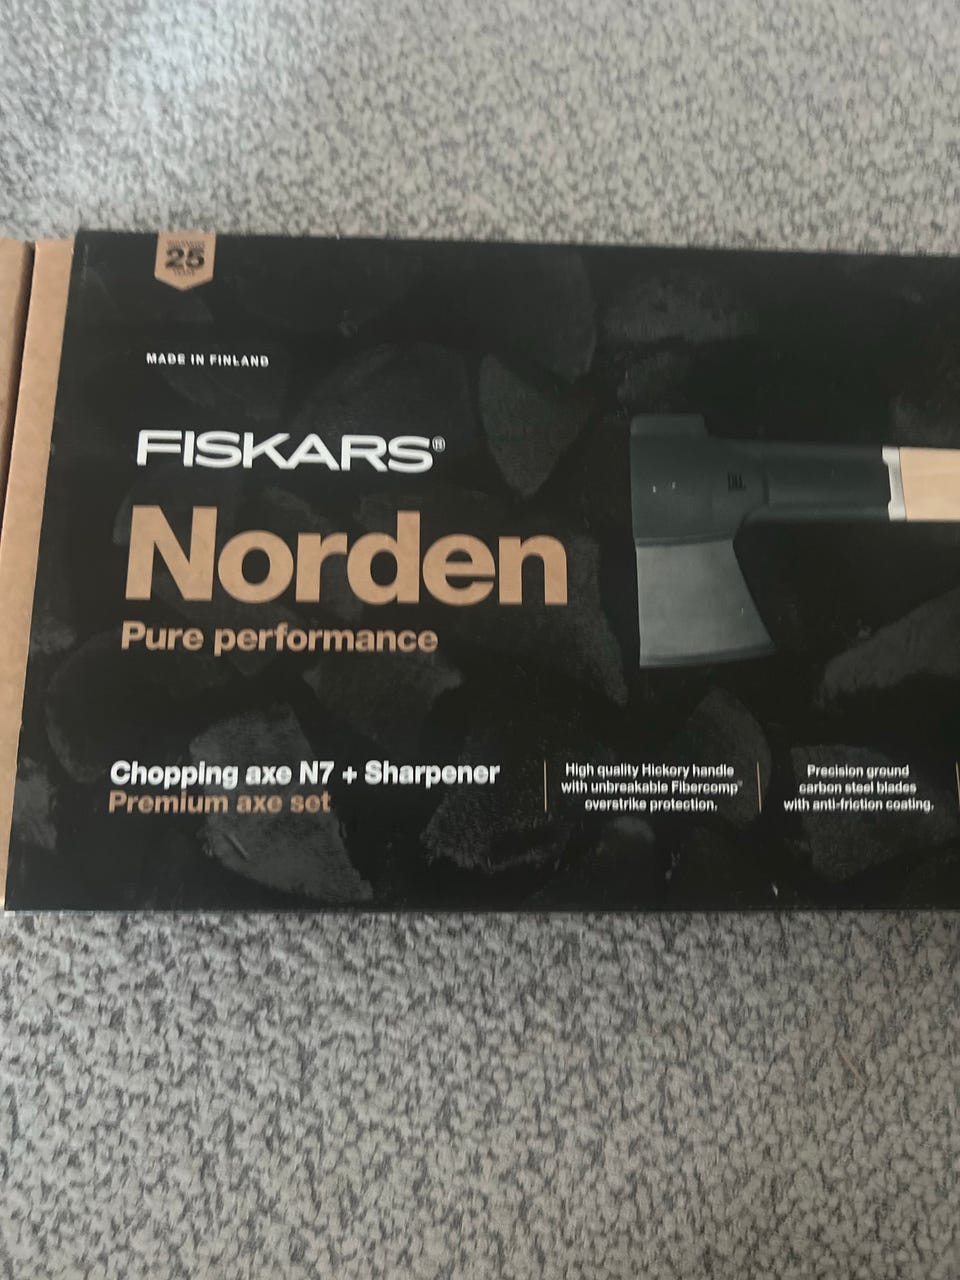 25
MADE IN FINLAND
FISKARS®
Norden
Pure performance
Chopping axe N7 + Sharpener
Premium axe set
High quality Hickory handle
with unbreakable Fibercomp™
overstrike protection.
Precision ground
carbon steel blades
with anti-friction coating.